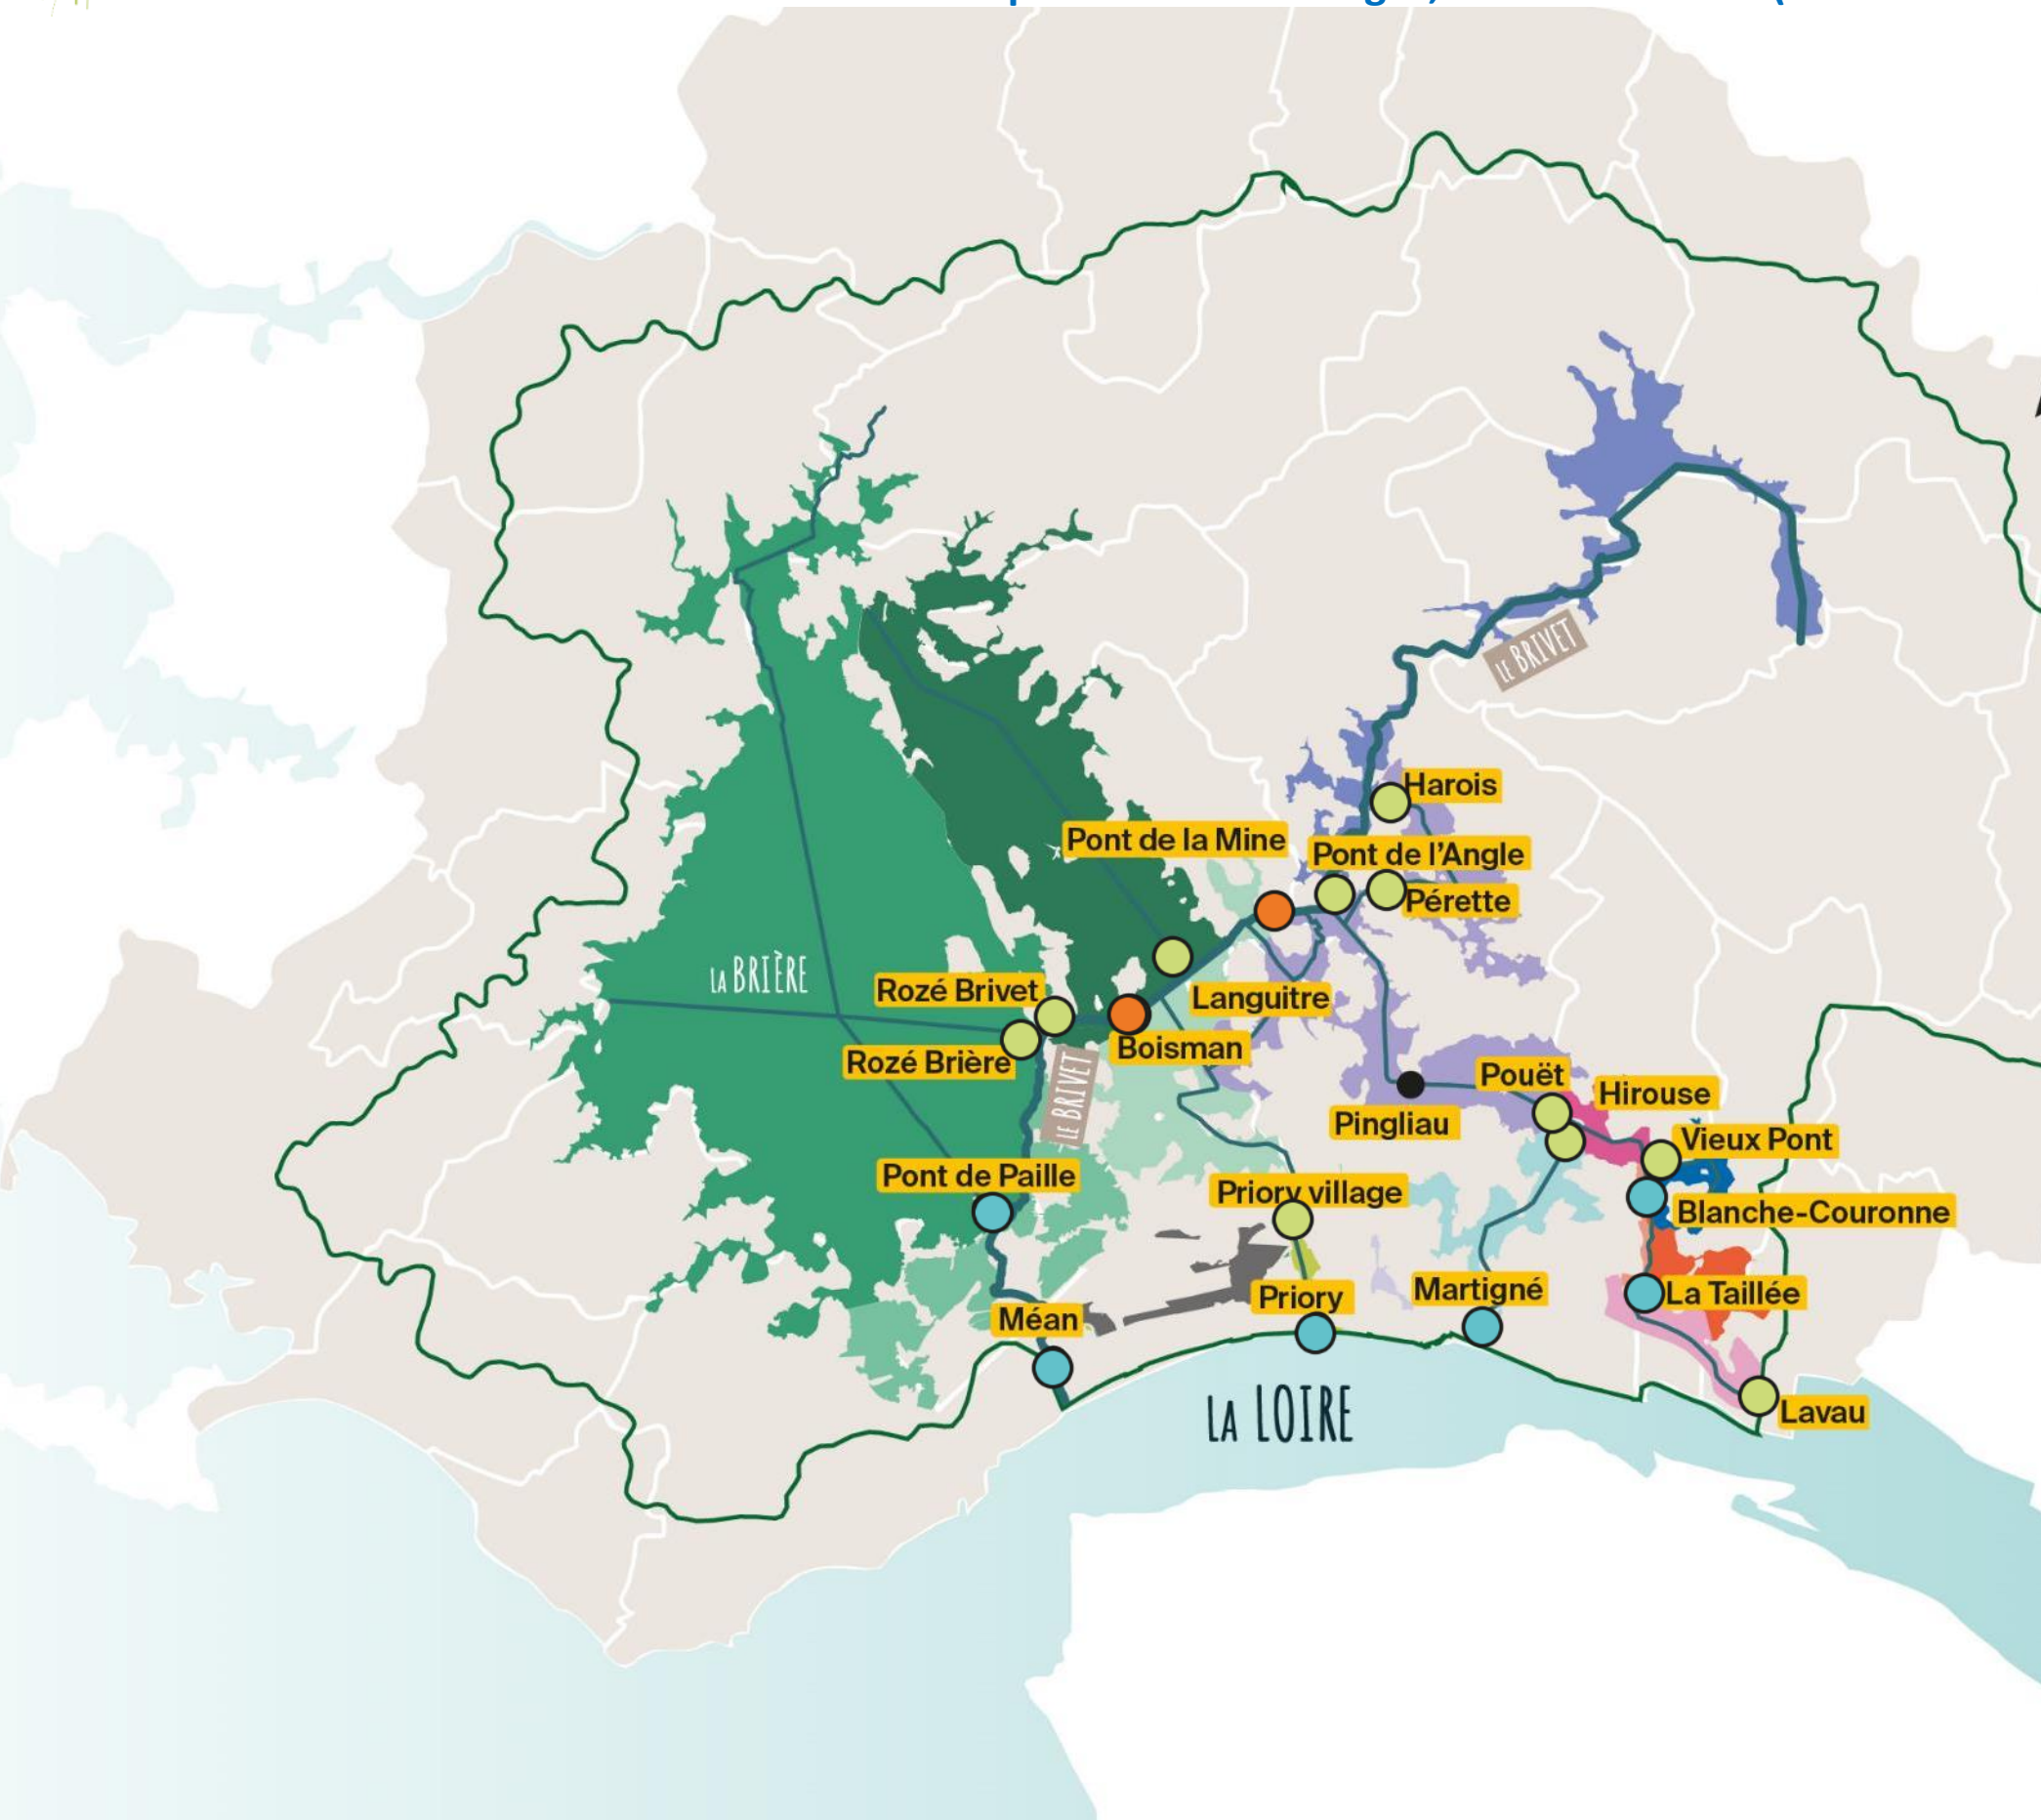 LE BRIVET
Harois
Pont de la Mine
Pont de l'Angle
Pérette
LA BRIÈRE
Rozé Brivet
Languitre
Boisman
Rozé Brière
LE BRIVET
Pouët
Hirouse
Pingliau
Vieux Pont
Pont de Paille
Priory village
Blanche-Couronne
Martigné
La Taillée
Priory
Méan
LA LOIRE
Lavau